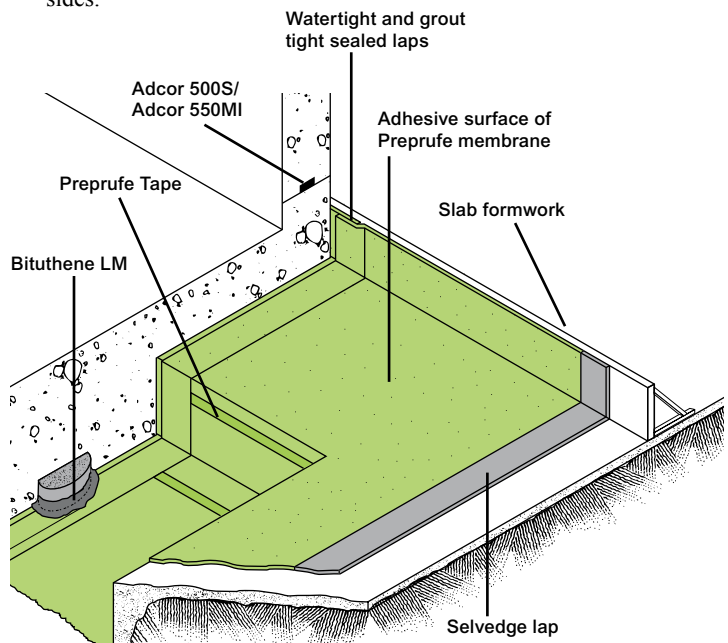 sides.
Watertight and grout
tight sealed laps
Adcor 500S/
Adcor 550MI
Adhesive surface of
Preprufe membrane
Preprufe Tape
Slab formwork
Bituthene LM
Selvedge lap